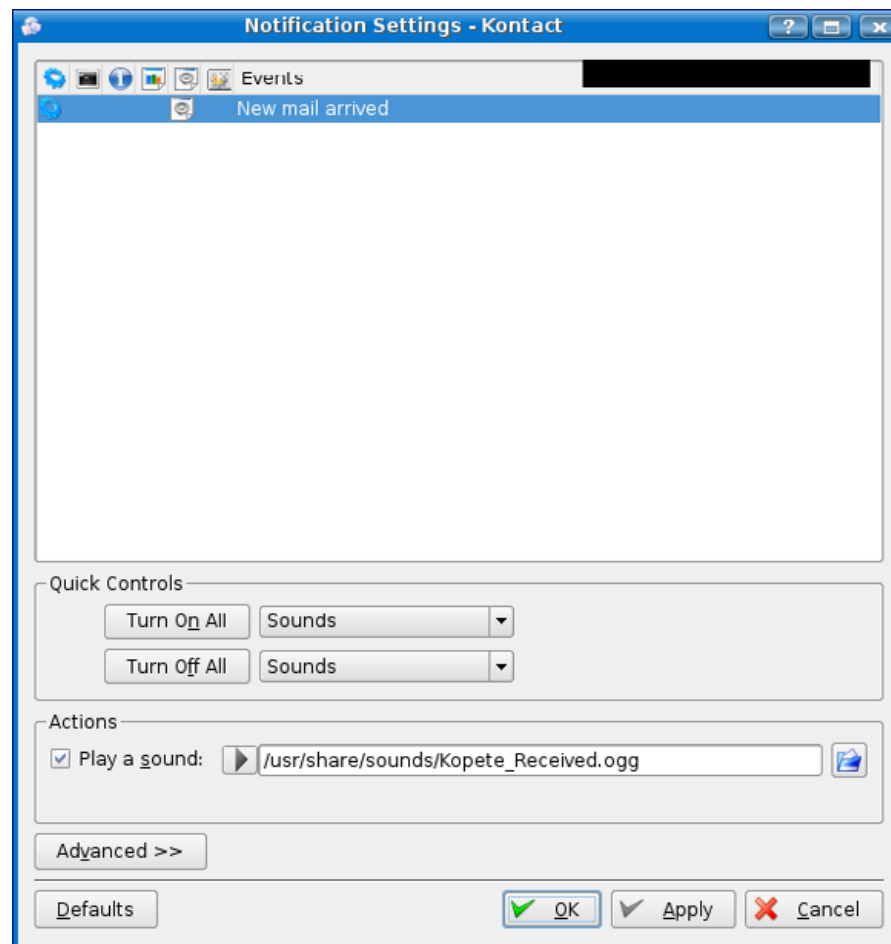 Notification Settings - Kontact
Events
New mail arrived
Quick Controls
Turn On All Sounds
Turn Off All Sounds
Actions
Play a sound: /usr/share/sounds/Kopete_Received.ogg
Advanced >>
Defaults OK Apply Cancel